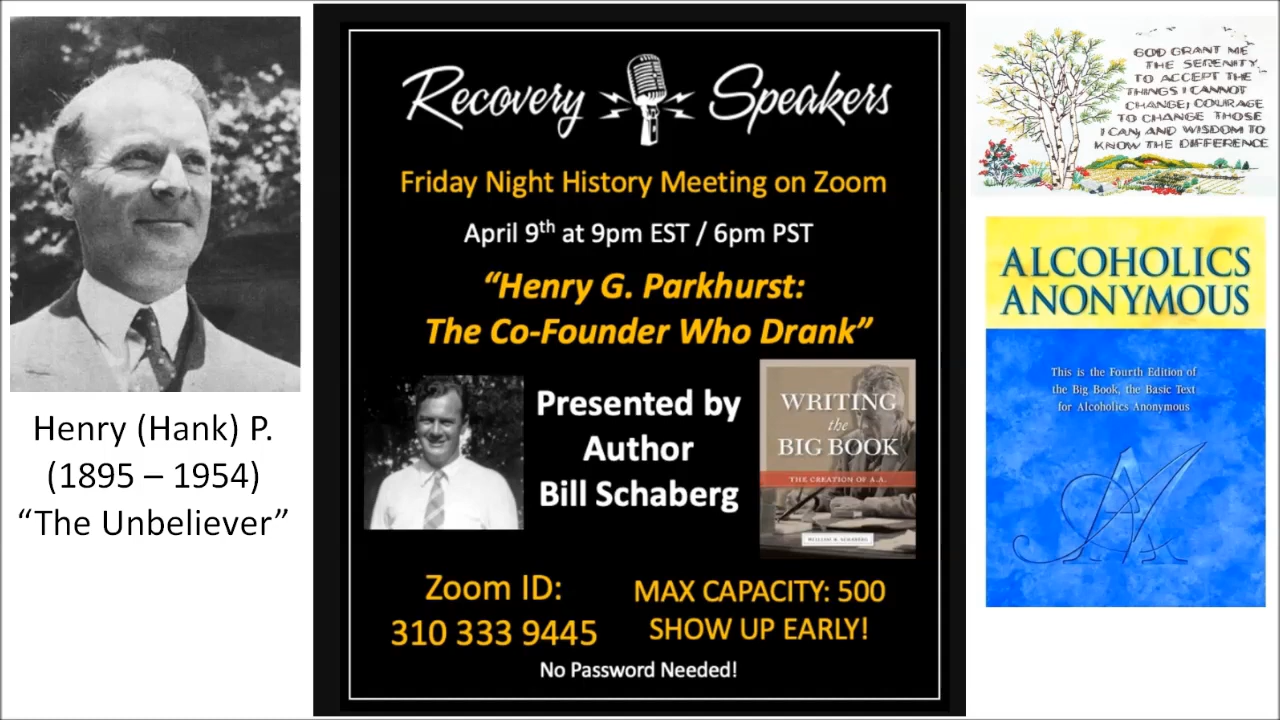 Henry (Hank) P.
(1895 – 1954)
“The Unbeliever”
Recovery Speakers
Friday Night History Meeting on Zoom
April 9th at 9pm EST / 6pm PST
“Henry G. Parkhurst:
The Co-Founder Who Drank”
Presented by
Author
Bill Schaberg
WRITING
the
BIG BOOK
THE CREATION OF A.A.
WILLIAM H. SCHABERG
Zoom ID:
310 333 9445
MAX CAPACITY: 500
SHOW UP EARLY!
No Password Needed!
GOD GRANT ME
THE SERENITY
TO ACCEPT THE
THINGS I CANNOT
CHANGE; COURAGE
TO CHANGE THOSE
I CAN, AND WISDOM TO
KNOW THE DIFFERENCE
ALCOHOLICS
ANONYMOUS
This is the Fourth Edition of
the Big Book, the Basic Text
for Alcoholics Anonymous
AA